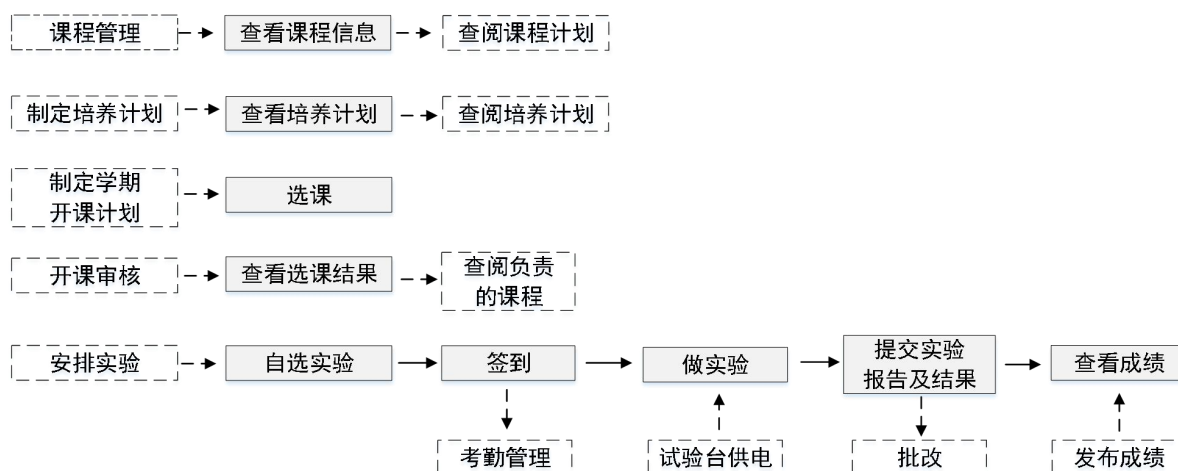 课程管理
查看课程信息
查阅课程计划
制定培养计划
查看培养计划
查阅培养计划
制定学期
开课计划
选课
开课审核
查看选课结果
查阅负责
的课程
安排实验
自选实验
签到
做实验
提交实验
报告及结果
查看成绩
考勤管理
试验台供电
批改
发布成绩